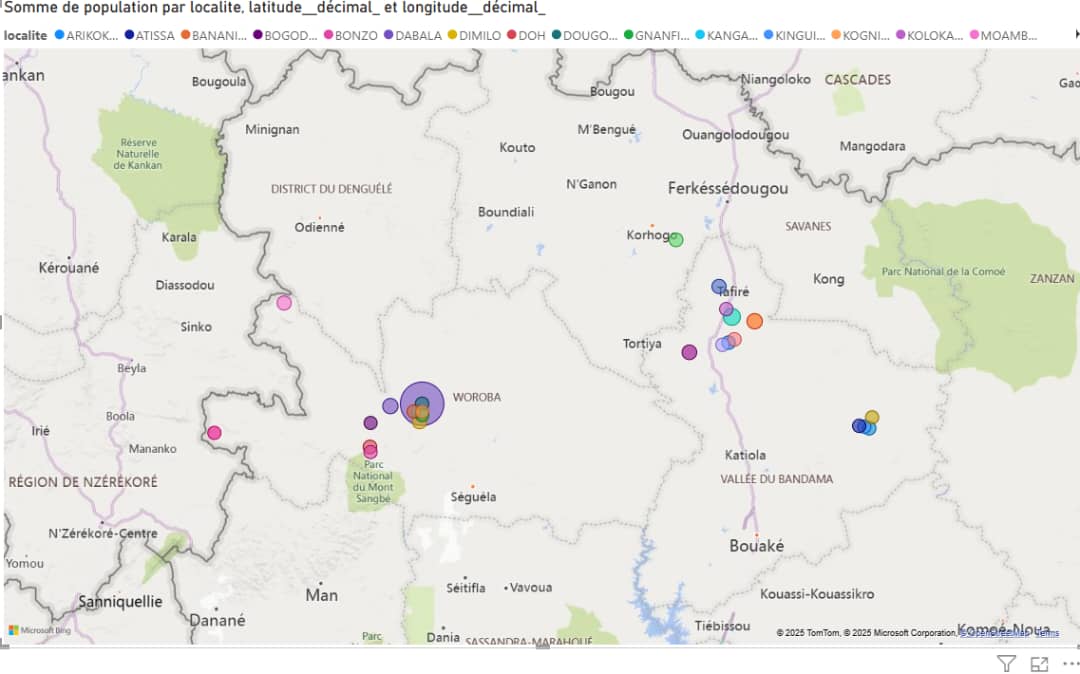 Somme de population par localite, latitude__décimal_ et longitude__décimal_
localite ARIKOK... ATISSA BANANI... BOGOD... BONZO DABALA DIMILO DOH DOUGO... GNANFI... KANGA... KINGUI... KOGNI... KOLOKA... MOAMB...
ankan
Bougoula
Niangoloko
CASCADES
Gao
Bougou
Minignan
M'Bengué
Ouangolodougou
Réserve
Naturelle
de Kankan
Kouto
Mangodara
DISTRICT DU DENGUÉLÉ
N'Ganon
Ferkéssédougou
Boundiali
Odienné
SAVANES
Karala
Korhogo
Kérouané
Parc National de la Comoé
ZANZAN
Diassodou
Kong
Tafiré
Sinko
Tortiya
Beyla
WOROBA
Boola
Irié
Mananko
Katiola
Parc
National
du Mont
Sangbé
RÉGION DE NZÉRÉKORÉ
VALLÉE DU BANDAMA
Séguéla
N'Zérékoré-Centre
Bouaké
Yomou
Séitifla
Vavoua
Man
Kouassi-Kouassikro
Sanniquellie
Danané
Tiébissou
Microsoft Bing
Parc
Dania
SASSANDRA-MARAHOUÉ
© 2025 TomTom, © 2025 Microsoft Corporation, © OpenStreetMap Terms
Komoé-Noua